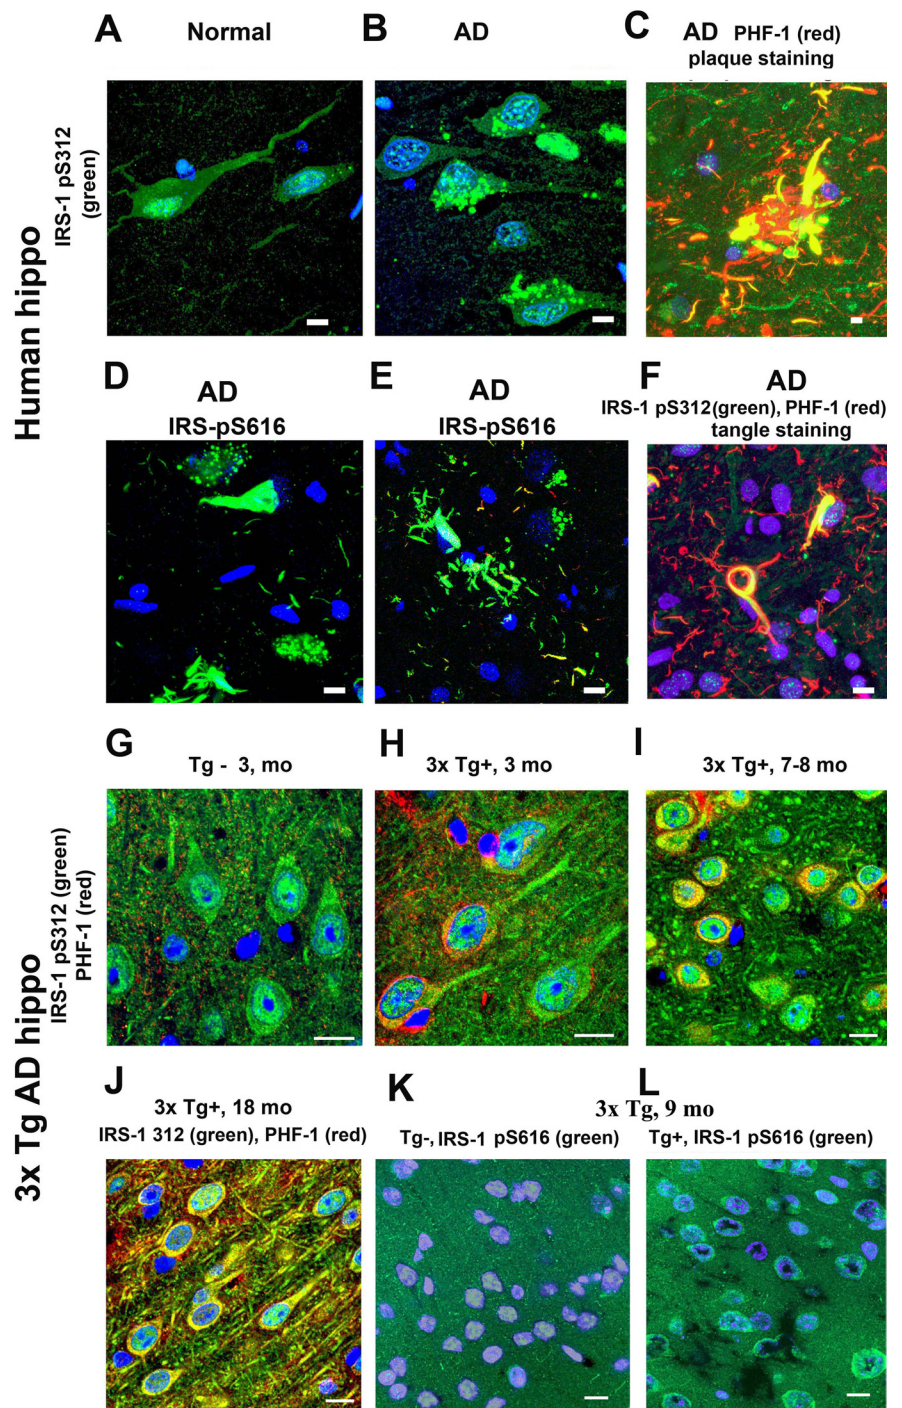 A Normal
B AD
C AD PHF-1 (red)
plaque staining
IRS-1 pS312
(green)
Human hippo
D AD
IRS-pS616
E AD
IRS-pS616
F AD
IRS-1 pS312(green), PHF-1 (red)
tangle staining
G Tg - 3, mo
H 3x Tg+, 3 mo
I 3x Tg+, 7-8 mo
IRS-1 pS312 (green)
PHF-1 (red)
3x Tg AD hippo
J 3x Tg+, 18 mo
IRS-1 312 (green), PHF-1 (red)
K L
3x Tg, 9 mo
Tg-, IRS-1 pS616 (green)
Tg+, IRS-1 pS616 (green)